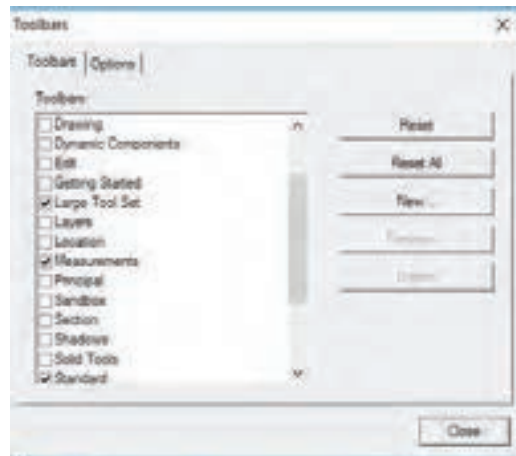 Toolbars
Toolbars Options
Toolbars
Drawing
Dynamic Components
Edit
Getting Started
Large Tool Set
Layers
Location
Measurements
Principal
Sandbox
Section
Shadows
Solid Tools
Standard
Reset
Reset All
New ...
Close